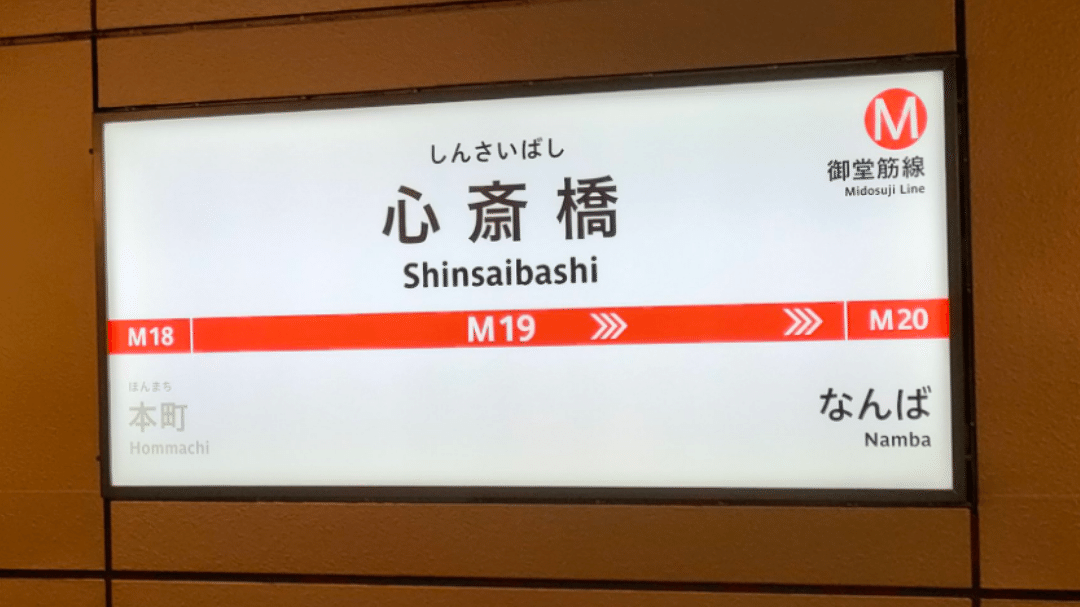 M
御堂筋線
Midosuji Line
しんさいばし
心斎橋
Shinsaibashi
M18
M19
M20
ほんまち
本町
Hommachi
なんば
Namba